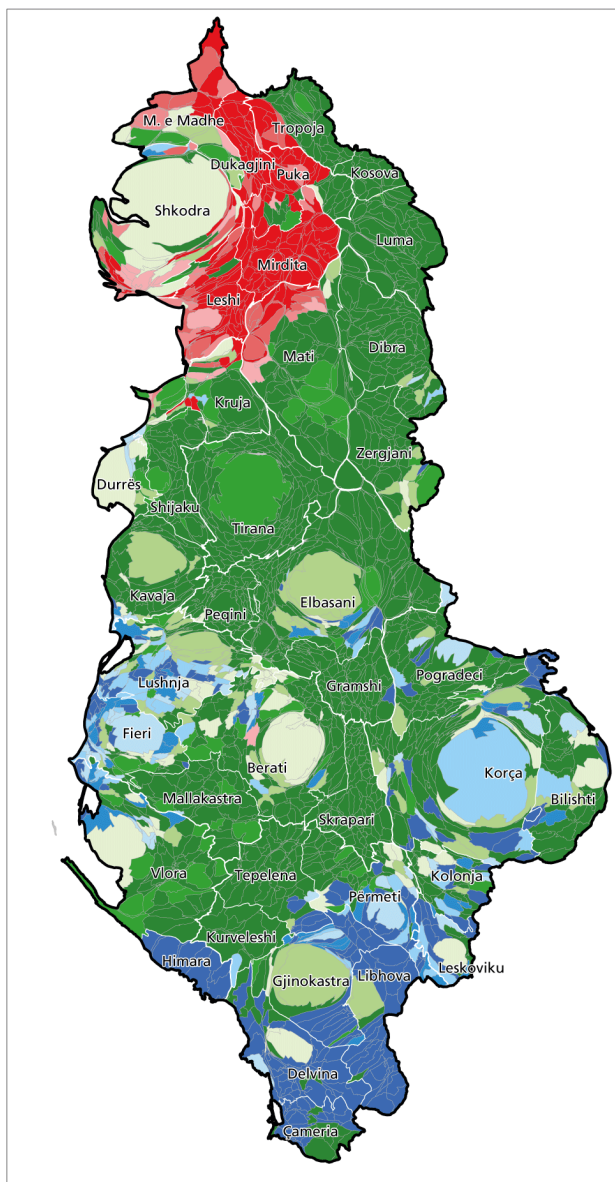 M. e Madhe
Tropoja
Dukagjini
Puka
Kosova
Shkodra
Luma
Mirdita
Leshi
Dibra
Mati
Kruja
Zergjani
Durrës
Shijaku
Tirana
Kavaja
Elbasani
Peqini
Pogradeci
Gramshi
Lushnja
Fieri
Berati
Korça
Mallakastra
Bilishti
Skrapari
Vlora
Tepelena
Kolonja
Përmeti
Kurveleshi
Himara
Leskoviku
Gjinokastra
Libhova
Delvina
Çameria